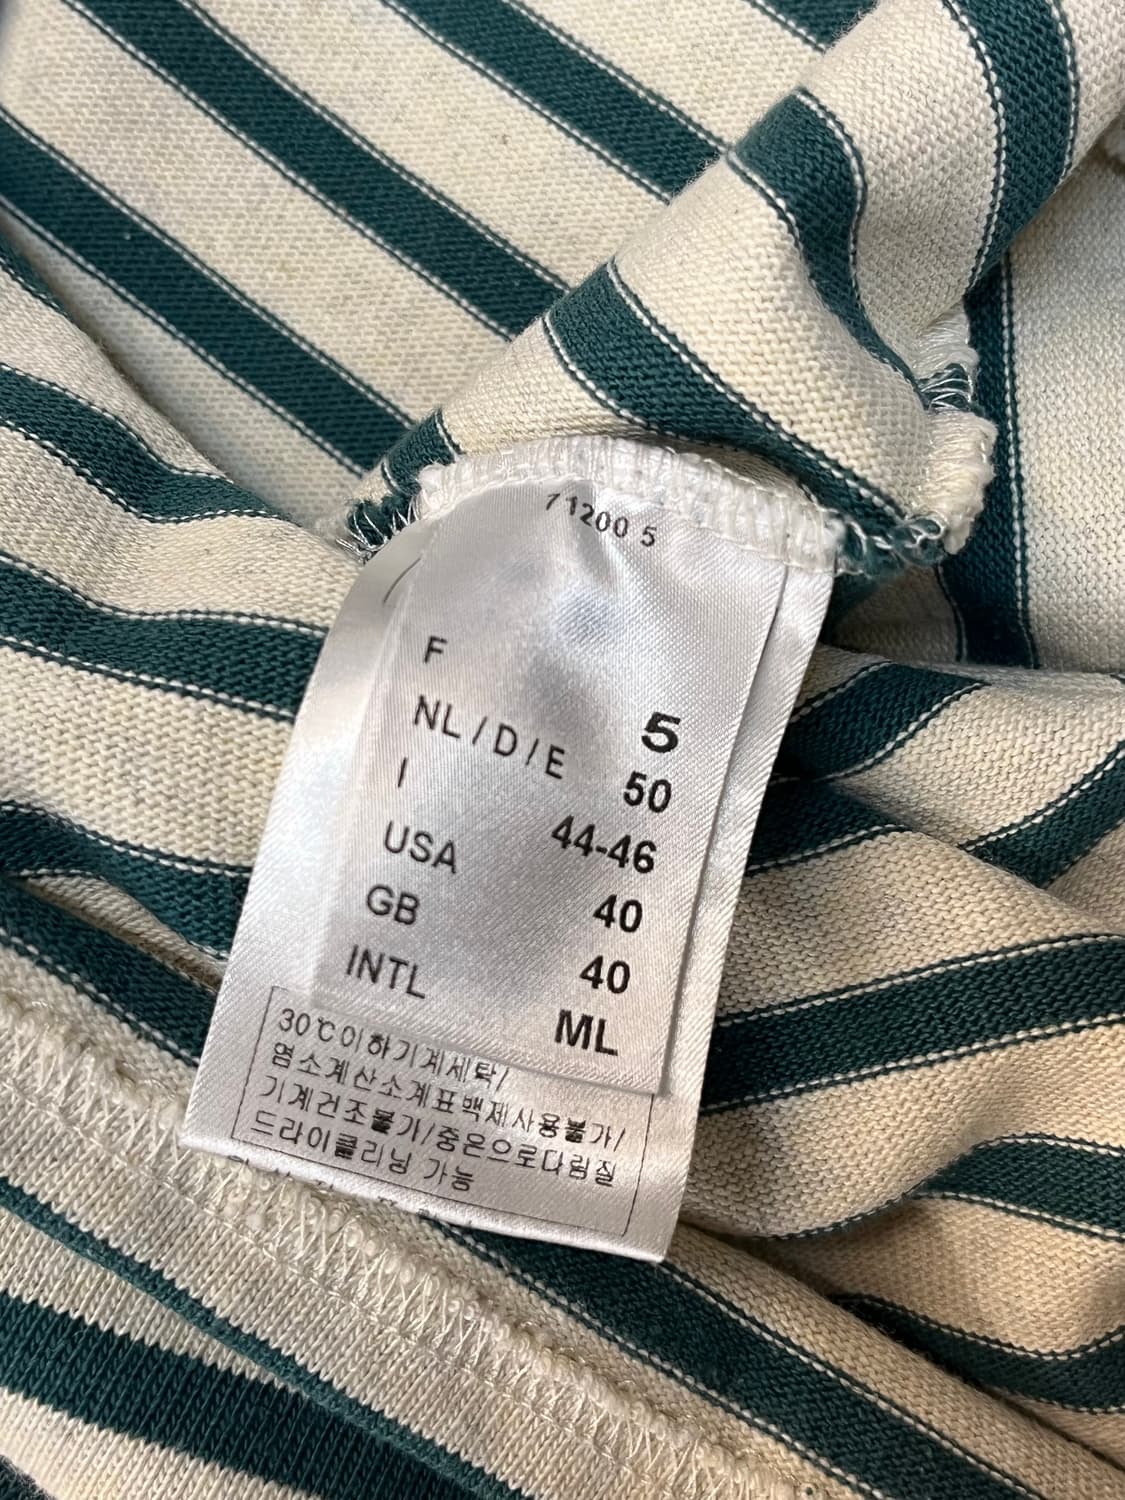 71200 5
F 5
NL / D / E 50
I 44-46
USA 40
GB 40
INTL ML
30℃이하기계세탁/
염소계산소계표백제사용불가/
기계건조불가/중온으로다림질
드라이클리닝 가능